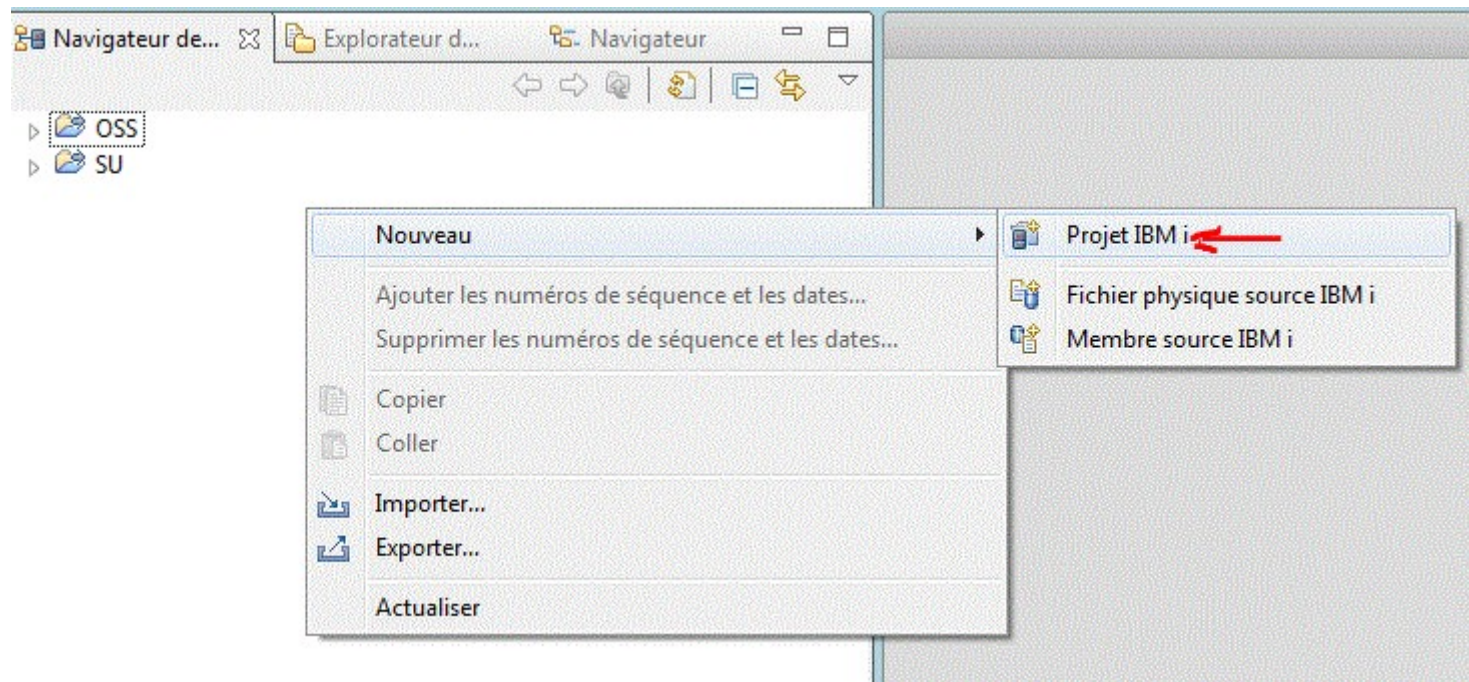 Navigateur de... Explorateur d... Navigateur
OSS
SU
Nouveau
Projet IBM i
Ajouter les numéros de séquence et les dates...
Fichier physique source IBM i
Supprimer les numéros de séquence et les dates...
Membre source IBM i
Copier
Coller
Importer...
Exporter...
Actualiser